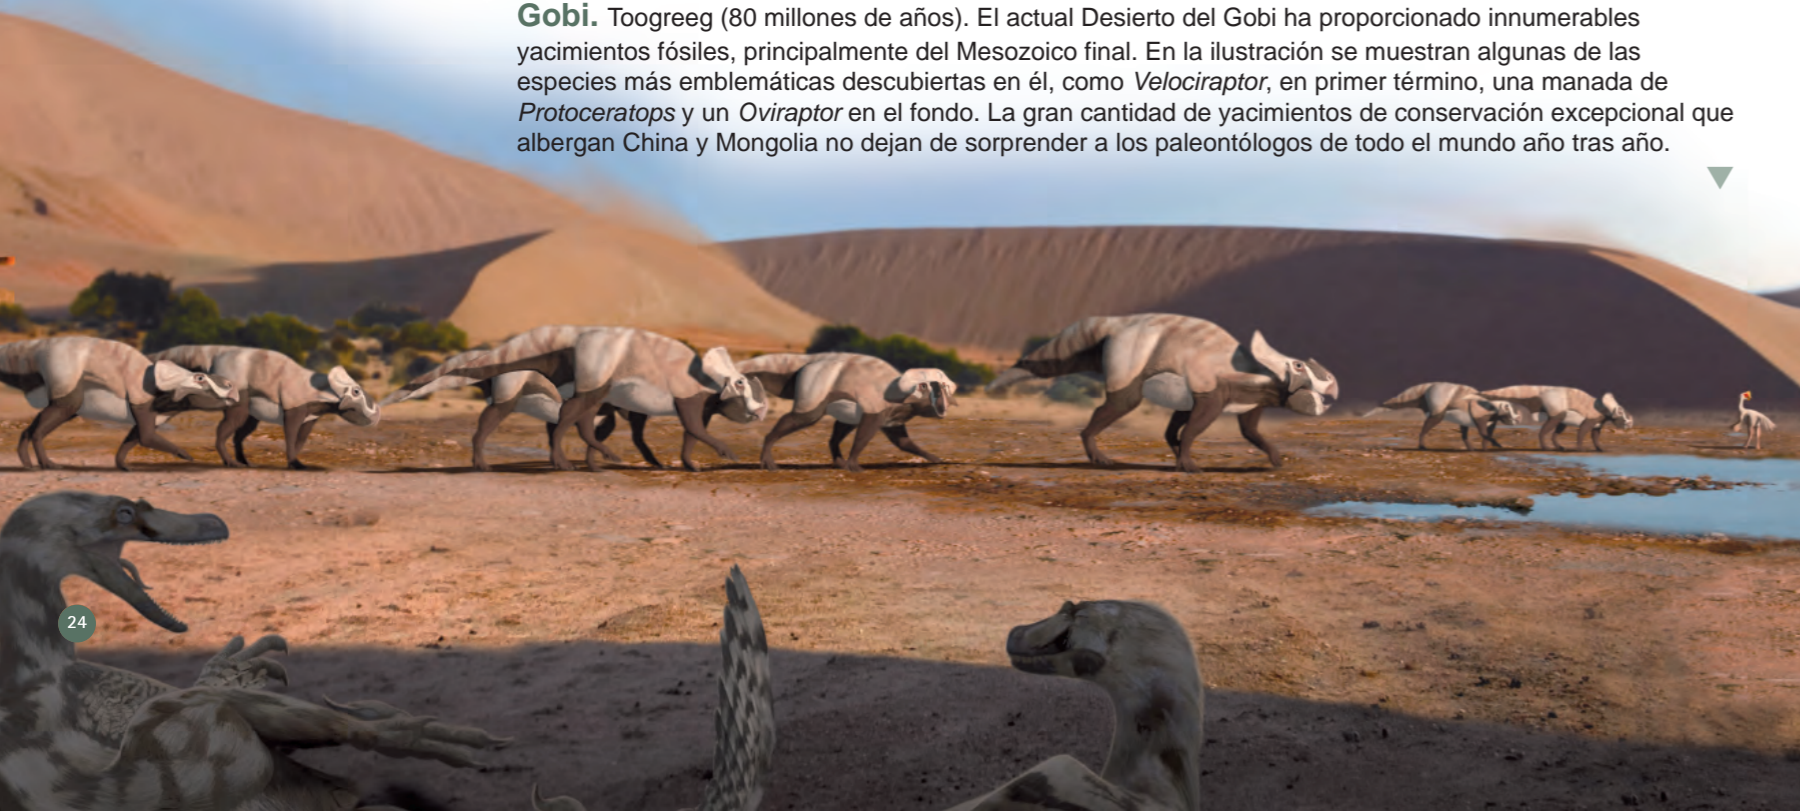 Gobi. Toogreeg (80 millones de años). El actual Desierto del Gobi ha proporcionado innumerables
yacimientos fósiles, principalmente del Mesozoico final. En la ilustración se muestran algunas de las
especies más emblemáticas descubiertas en él, como Velociraptor, en primer término, una manada de
Protoceratops y un Oviraptor en el fondo. La gran cantidad de yacimientos de conservación excepcional que
albergan China y Mongolia no dejan de sorprender a los paleontólogos de todo el mundo año tras año.
24